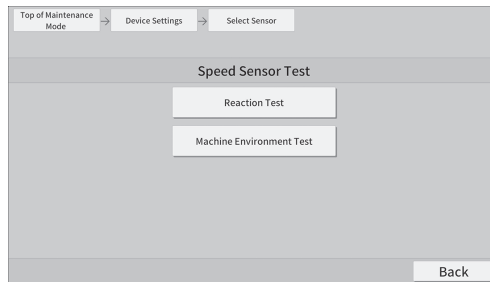 Top of Maintenance
Mode
→
Device Settings
→
Select Sensor
Speed Sensor Test
Reaction Test
Machine Environment Test
Back